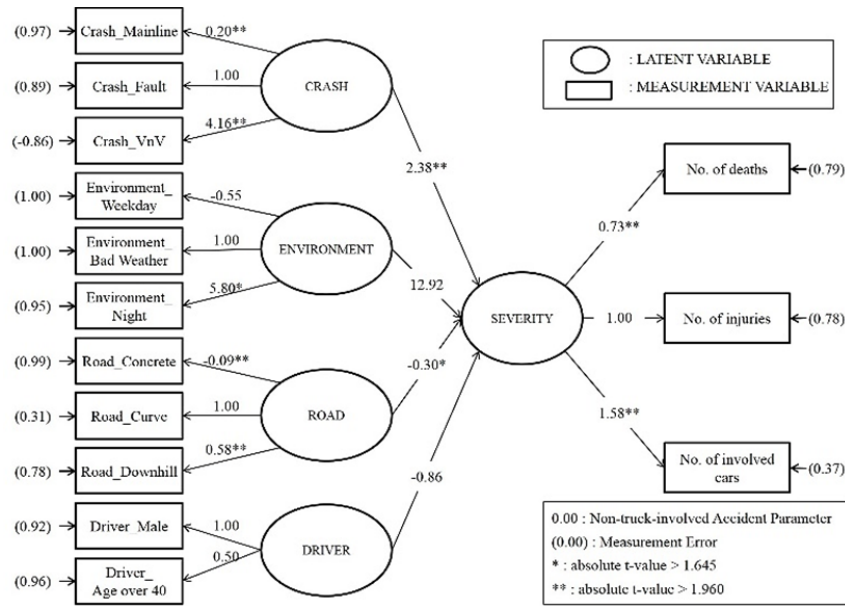 (0.97)
Crash_Mainline
0.20**
(0.89)
Crash_Fault
1.00
CRASH
(-0.86)
Crash_VnV
4.16**
: LATENT VARIABLE
: MEASUREMENT VARIABLE
2.38**
(1.00)
Environment_
Weekday
-0.55
(1.00)
Environment_
Bad Weather
1.00
ENVIRONMENT
(0.95)
Environment_
Night
5.80*
12.92
(0.99)
Road_Concrete
-0.09**
(0.31)
Road_Curve
1.00
ROAD
-0.30*
(0.78)
Road_Downhill
0.58**
(0.92)
Driver_Male
1.00
DRIVER
-0.86
(0.96)
Driver_
Age over 40
0.50
SEVERITY
0.73**
No. of deaths
(0.79)
1.00
No. of injuries
(0.78)
1.58**
No. of involved
cars
(0.37)
0.00 : Non-truck-involved Accident Parameter
(0.00) : Measurement Error
* : absolute t-value > 1.645
** : absolute t-value > 1.960